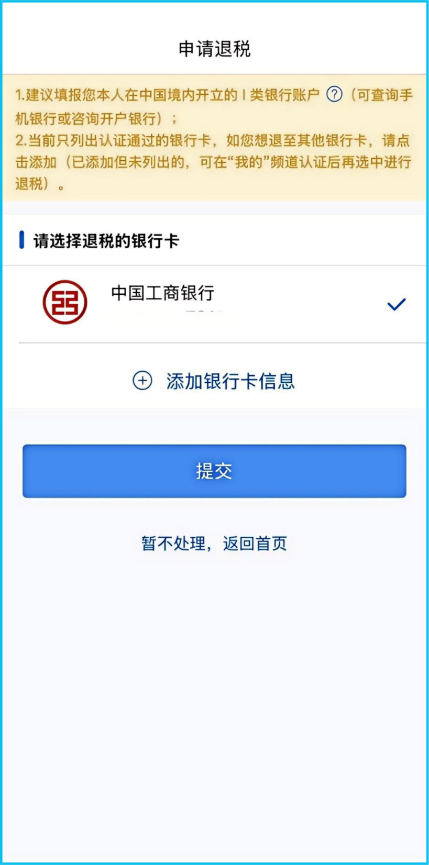 申请退税
1.建议填报您本人在中国境内开立的 I 类银行账户 ? （可查询手
机银行或咨询开户银行）；
2.当前只列出认证通过的银行卡，如您想退至其他银行卡，请点
击添加（已添加但未列出的，可在“我的”频道认证后再选中进行
退税）。
请选择退税的银行卡
中国工商银行
添加银行卡信息
提交
暂不处理，返回首页